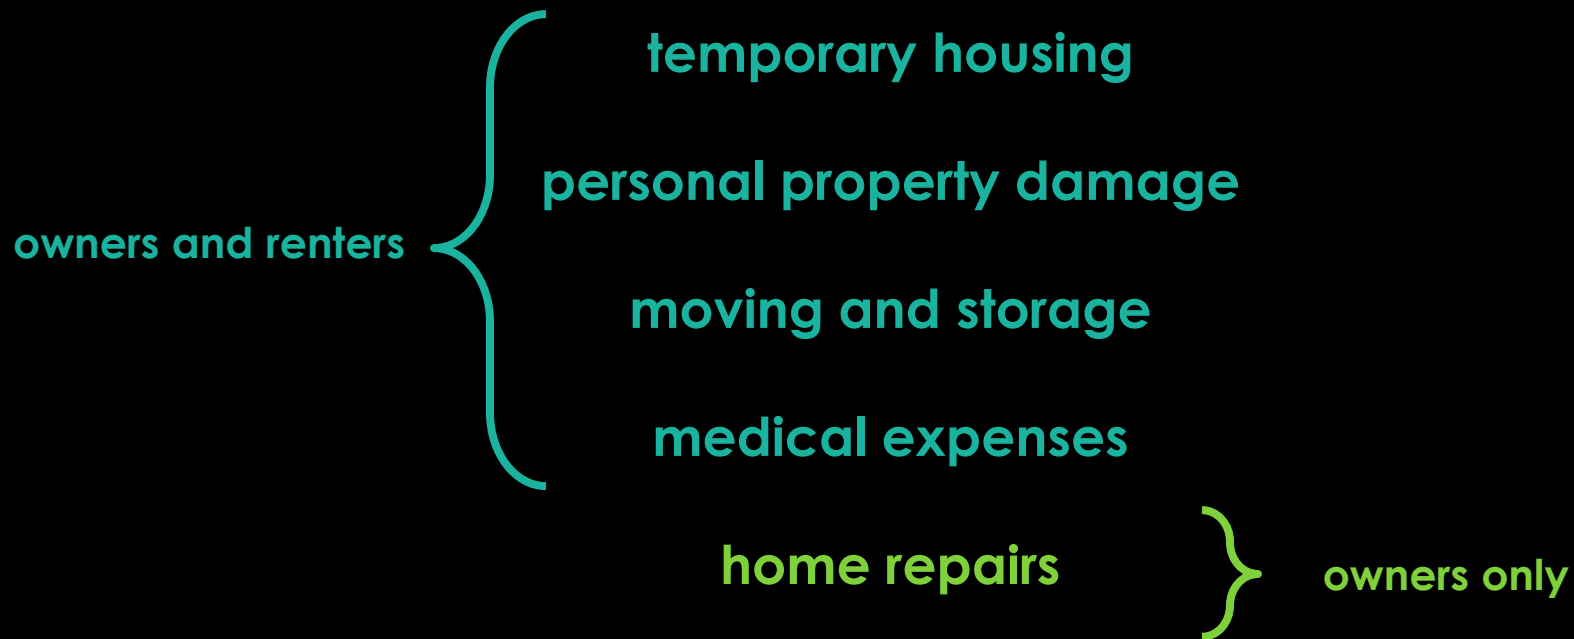 temporary housing
personal property damage
owners and renters
moving and storage
medical expenses
home repairs
owners only